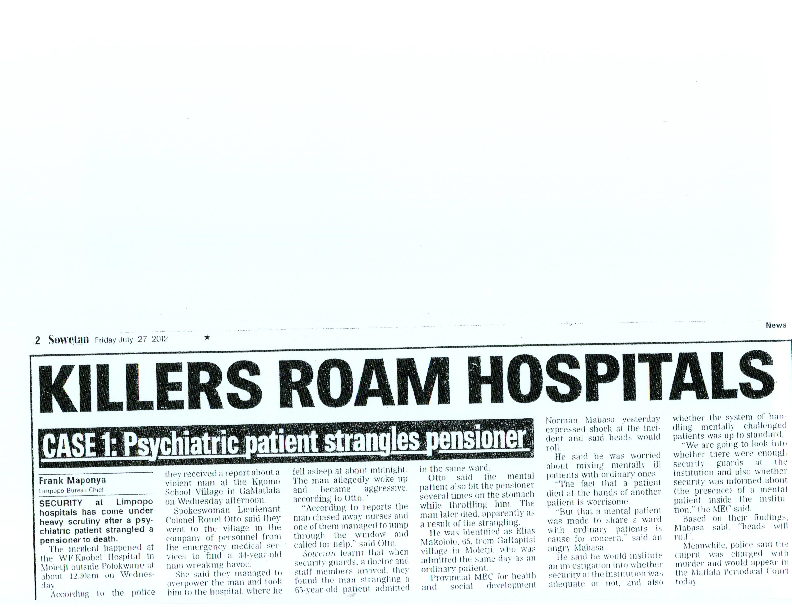 News
2 Sowetan Friday July 27 2012
KILLERS ROAM HOSPITALS
CASE 1: Psychiatric patient strangles pensioner
Frank Maponya
Limpopo Bureau Chief
SECURITY at Limpopo
hospitals has come under
heavy scrutiny after a psy-
chiatric patient strangled a
pensioner to death.
The incident happened at
the WF Knobel Hospital in
Moletji outside Polokwane at
about 12.50am on Wednes-
day.
According to the police
they received a report about a
violent man at the Kgomo
School Village in GaMatlala
on Wednesday afternoon.
Spokeswoman Lieutenant
Colonel Ronel Otto said they
went to the village in the
company of personnel from
the emergency medical ser-
vices to find a 31-year-old
man wreaking havoc.
She said they managed to
overpower the man and took
him to the hospital, where he
fell asleep at about midnight.
The man allegedly woke up
and became aggressive,
according to Otto.
"According to reports the
man chased away nurses and
one of them managed to jump
through the window and
called for help," said Otto.
Sowetan learnt that when
security guards, a doctor and
staff members arrived, they
found the man strangling a
65-year-old patient admitted
in the same ward.
Otto said the mental
patient also hit the pensioner
several times on the stomach
while throttling him. The
man later died, apparently as
a result of the strangling.
He was identified as Elias
65, from
village in Moletji, who was
admitted the same day as an
ordinary patient.
Provincial MEC for health
and social development
Norman Mabasa yesterday
expressed shock at the inci-
dent and said heads would
roll.
He said he was worried
about mixing mentally ill
patients with ordinary ones.
"The fact that a patient
died at the hands of another
patient is worrisome.
"But that a mental patient
was made to share a ward
with ordinary patients is
cause for concern," said an
angry Mabasa.
He said he would institute
an investigation into whether
security at the institution was
adequate or not, and also
whether the system of han-
dling mentally challenged
patients was up to standard.
"We are going to look into
whether there were enough
security guards at the
institution and also whether
security was informed about
(the presence) of a mental
patient inside the institu-
tion," the MEC said.
Based on their findings,
Mabasa said, "heads will
roll".
Meanwhile, police said the
culprit was charged with
murder and would appear in
the Matlala Periodical Court
today.